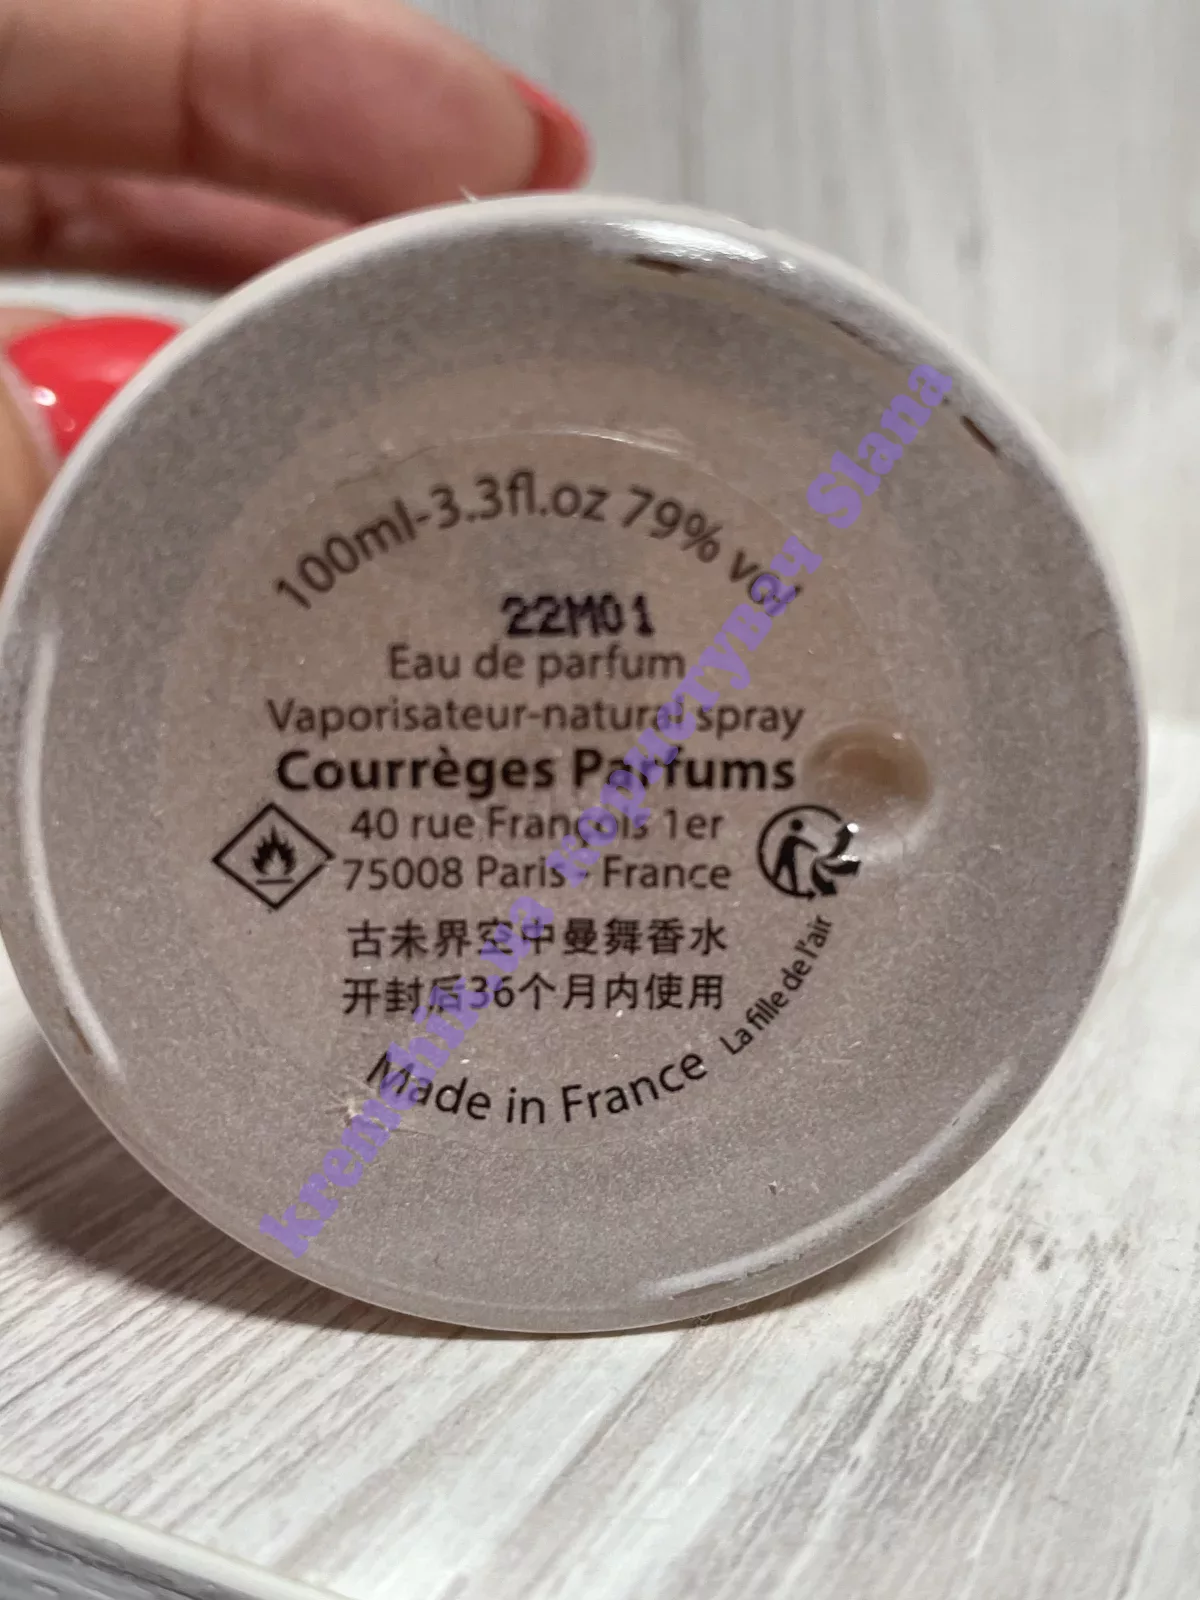 100ml-3.3fl.oz 79% vol
22M01
Eau de parfum
Vaporisateur-natural spray
Courrèges Parfums
40 rue François 1er
75008 Paris - France
古未界空中曼舞香水
开封后36个月内使用
La fille de l'air
Made in France
kremchik.ua користувач Slana